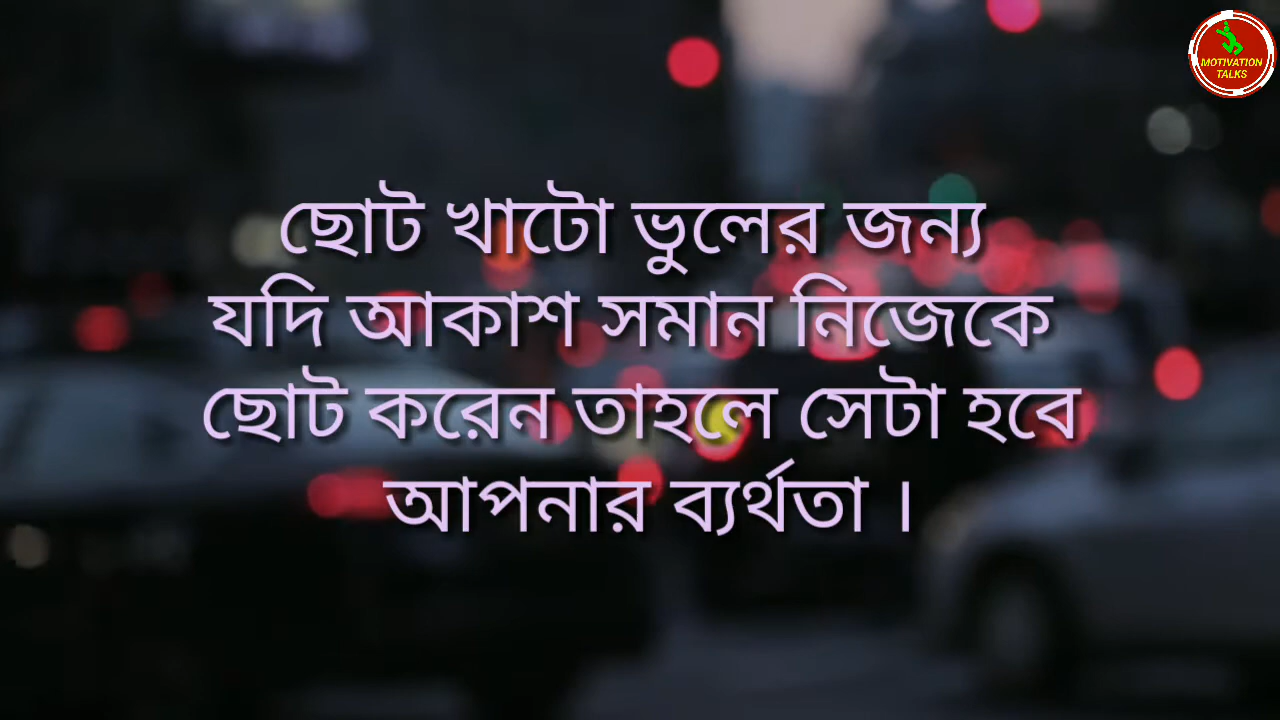 ছোট খাটো ভুলের জন্য
যদি আকাশ সমান নিজেকে
ছোট করেন তাহলে সেটা হবে
আপনার ব্যর্থতা ।
MOTIVATION
TALKS